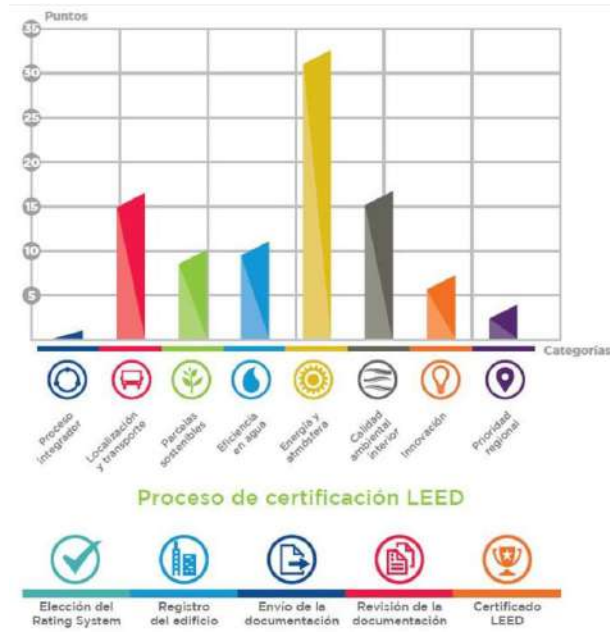 Puntos
35
30
25
20
15
10
5
Categorías
Proceso
integrador
Localización
y transporte
Parcelas
sostenibles
Eficiencia
en agua
Energía y
atmósfera
Calidad
ambiental
interior
Innovación
Prioridad
regional
Proceso de certificación LEED
Elección del
Rating System
Registro
del edificio
Envío de la
documentación
Revisión de la
documentación
Certificado
LEED